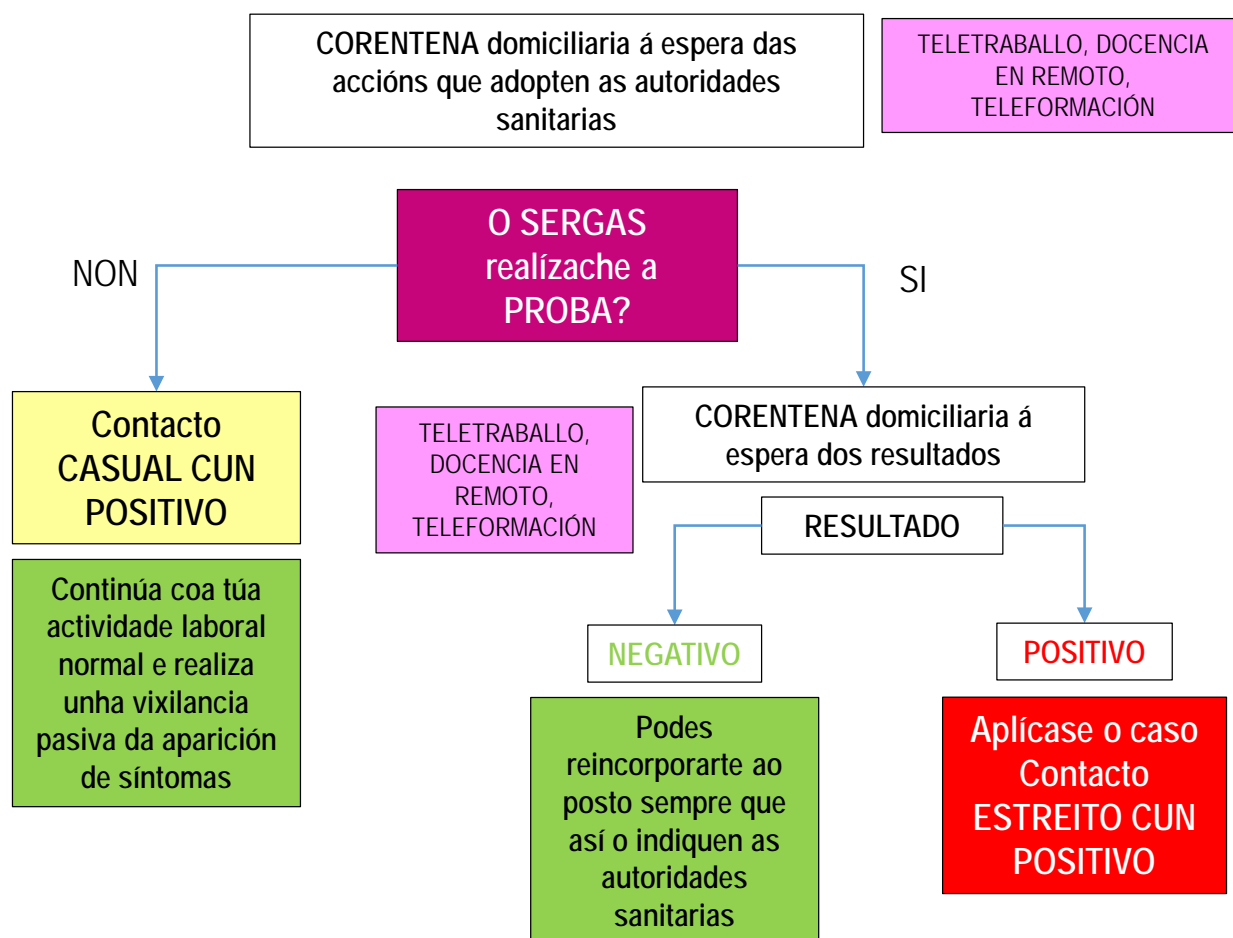 CORENTENA domiciliaria á espera das
accións que adopten as autoridades
sanitarias
TELETRABALLO, DOCENCIA
EN REMOTO,
TELEFORMACIÓN
O SERGAS
realízache a
PROBA?
NON
SI
Contacto
CASUAL CUN
POSITIVO
TELETRABALLO,
DOCENCIA EN
REMOTO,
TELEFORMACIÓN
CORENTENA domiciliaria á
espera dos resultados
RESULTADO
Continúa coa túa
actividade laboral
normal e realiza
unha vixilancia
pasiva da aparición
de síntomas
NEGATIVO
POSITIVO
Podes
reincorporarte ao
posto sempre que
así o indiquen as
autoridades
sanitarias
Aplícase o caso
Contacto
ESTREITO CUN
POSITIVO